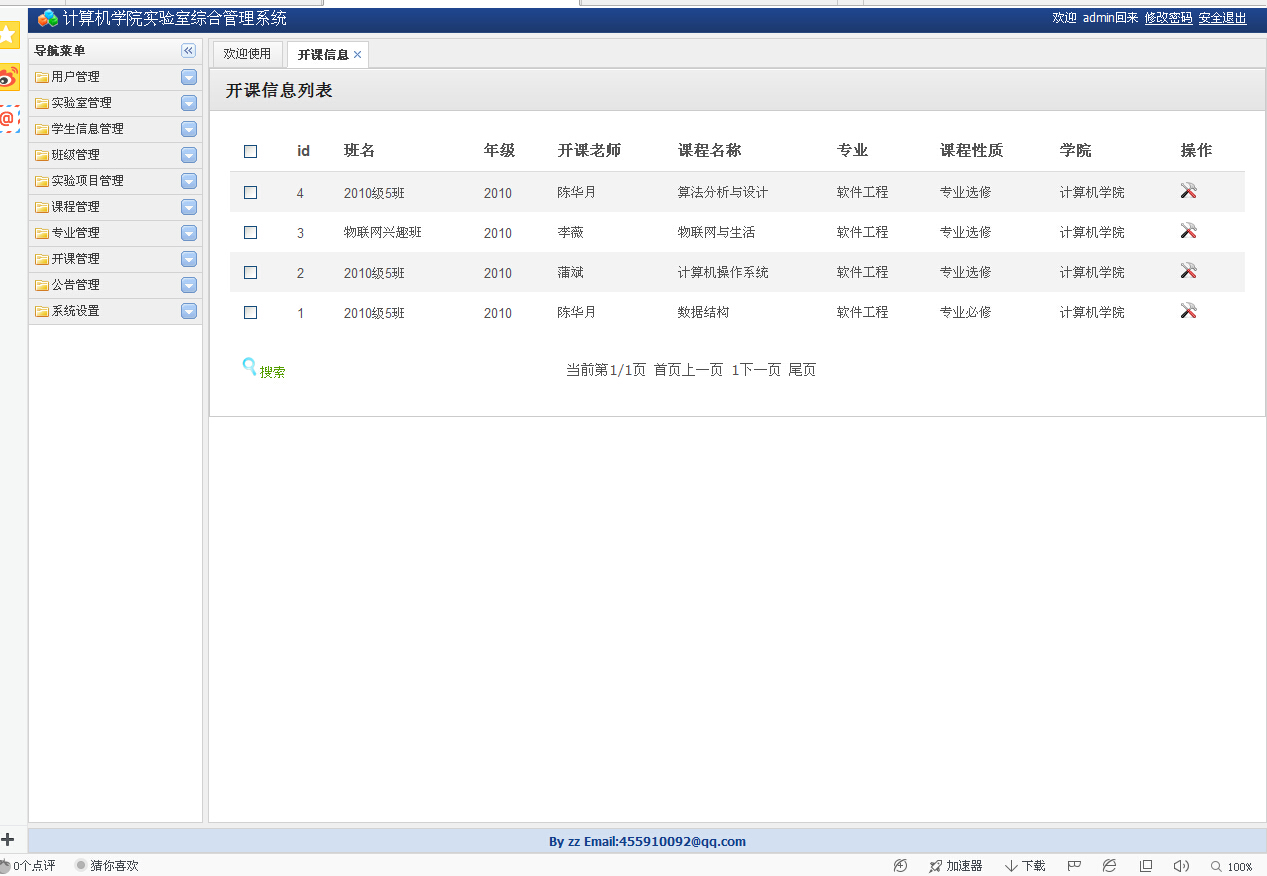 计算机学院实验室综合管理系统
欢迎 admin回来 修改密码 安全退出
导航菜单
用户管理
实验室管理
学生信息管理
班级管理
实验项目管理
课程管理
专业管理
开课管理
公告管理
系统设置
欢迎使用 开课信息
开课信息列表
id 班名 年级 开课老师 课程名称 专业 课程性质 学院 操作
4 2010级5班 2010 陈华月 算法分析与设计 软件工程 专业选修 计算机学院
3 物联网兴趣班 2010 李薇 物联网与生活 软件工程 专业选修 计算机学院
2 2010级5班 2010 蒲斌 计算机操作系统 软件工程 专业选修 计算机学院
1 2010级5班 2010 陈华月 数据结构 软件工程 专业必修 计算机学院
搜索 当前第1/1页 首页上一页 1下一页 尾页
By zz Email:455910092@qq.com
0个点评 猜你喜欢 加速器 下载 100%